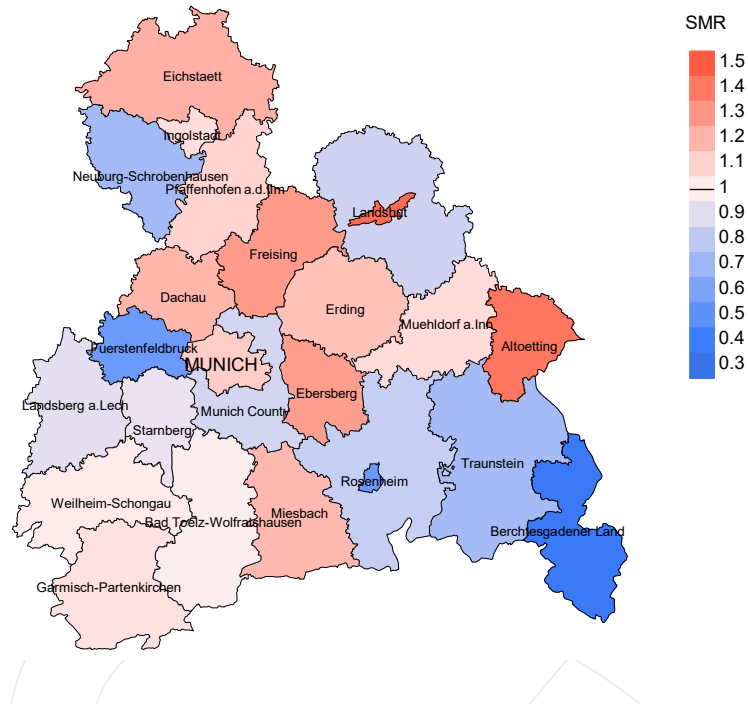 SMR
1.5
1.4
1.3
1.2
1.1
1
0.9
0.8
0.7
0.6
0.5
0.4
0.3
Eichstaett
Ingolstadt
Neuburg-Schrobenhausen
Pfaffenhofen a.d.Ilm
Landshut
Freising
Dachau
Erding
Muehldorf a.Inn
Altoetting
Fuerstenfeldbruck
MUNICH
Ebersberg
Landsberg a.Lech
Munich County
Starnberg
Traunstein
Rosenheim
Weilheim-Schongau
Miesbach
Bad Toelz-Wolfratshausen
Berchtesgadener Land
Garmisch-Partenkirchen